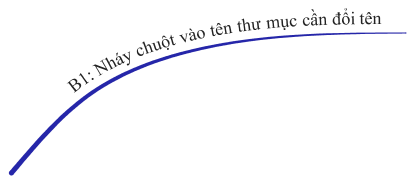 B1: Nháy chuột vào tên thư mục cần đổi tên